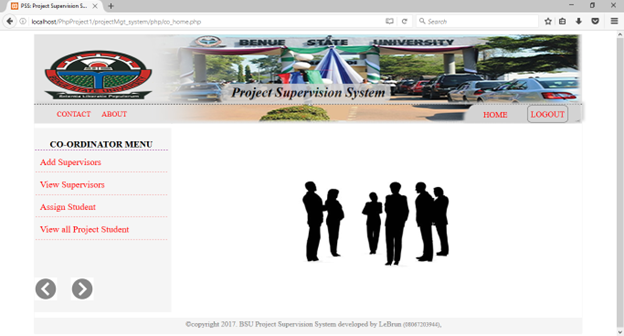 PSS: Project Supervision S...
localhost/PhpProject1/projectMgt_system/php/co_home.php
Search
BENUE STATE UNIVERSITY
Project Supervision System
CONTACT ABOUT HOME LOGOUT
CO-ORDINATOR MENU
Add Supervisors
View Supervisors
Assign Student
View all Project Student
©copyright 2017. BSU Project Supervision System developed by LeBrun (08067203944),